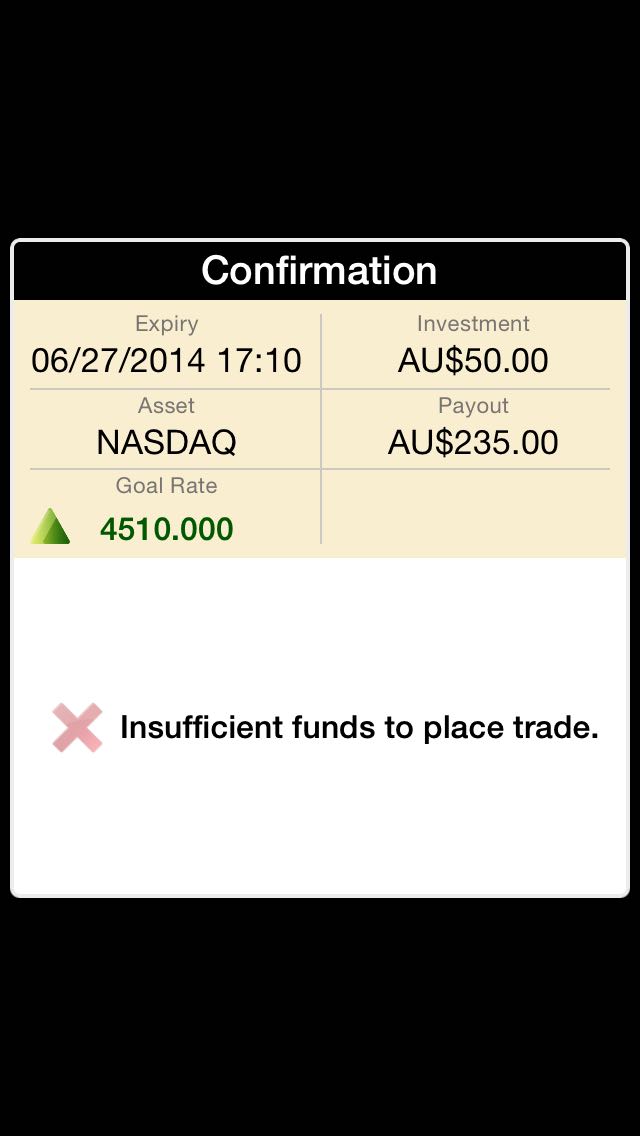 Confirmation
Expiry
06/27/2014 17:10
Investment
AU$50.00
Asset
NASDAQ
Payout
AU$235.00
Goal Rate
4510.000
Insufficient funds to place trade.